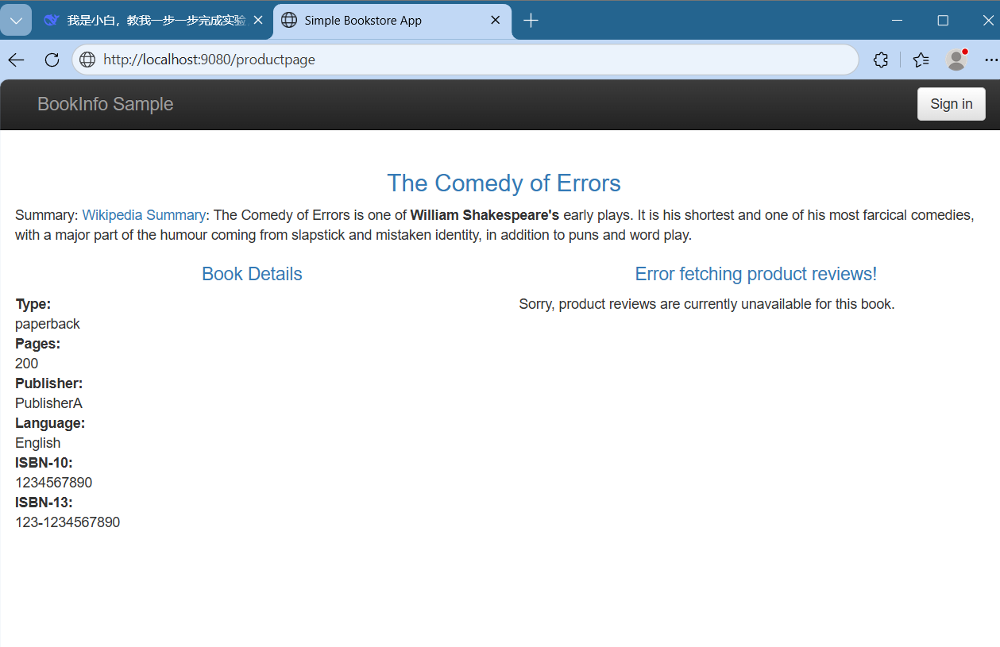 我是小白，教我一步一步完成实验
Simple Bookstore App
http://localhost:9080/productpage
BookInfo Sample
Sign in
The Comedy of Errors
Summary: Wikipedia Summary: The Comedy of Errors is one of William Shakespeare's early plays. It is his shortest and one of his most farcical comedies,
with a major part of the humour coming from slapstick and mistaken identity, in addition to puns and word play.
Book Details
Type:
paperback
Pages:
200
Publisher:
PublisherA
Language:
English
ISBN-10:
1234567890
ISBN-13:
123-1234567890
Error fetching product reviews!
Sorry, product reviews are currently unavailable for this book.